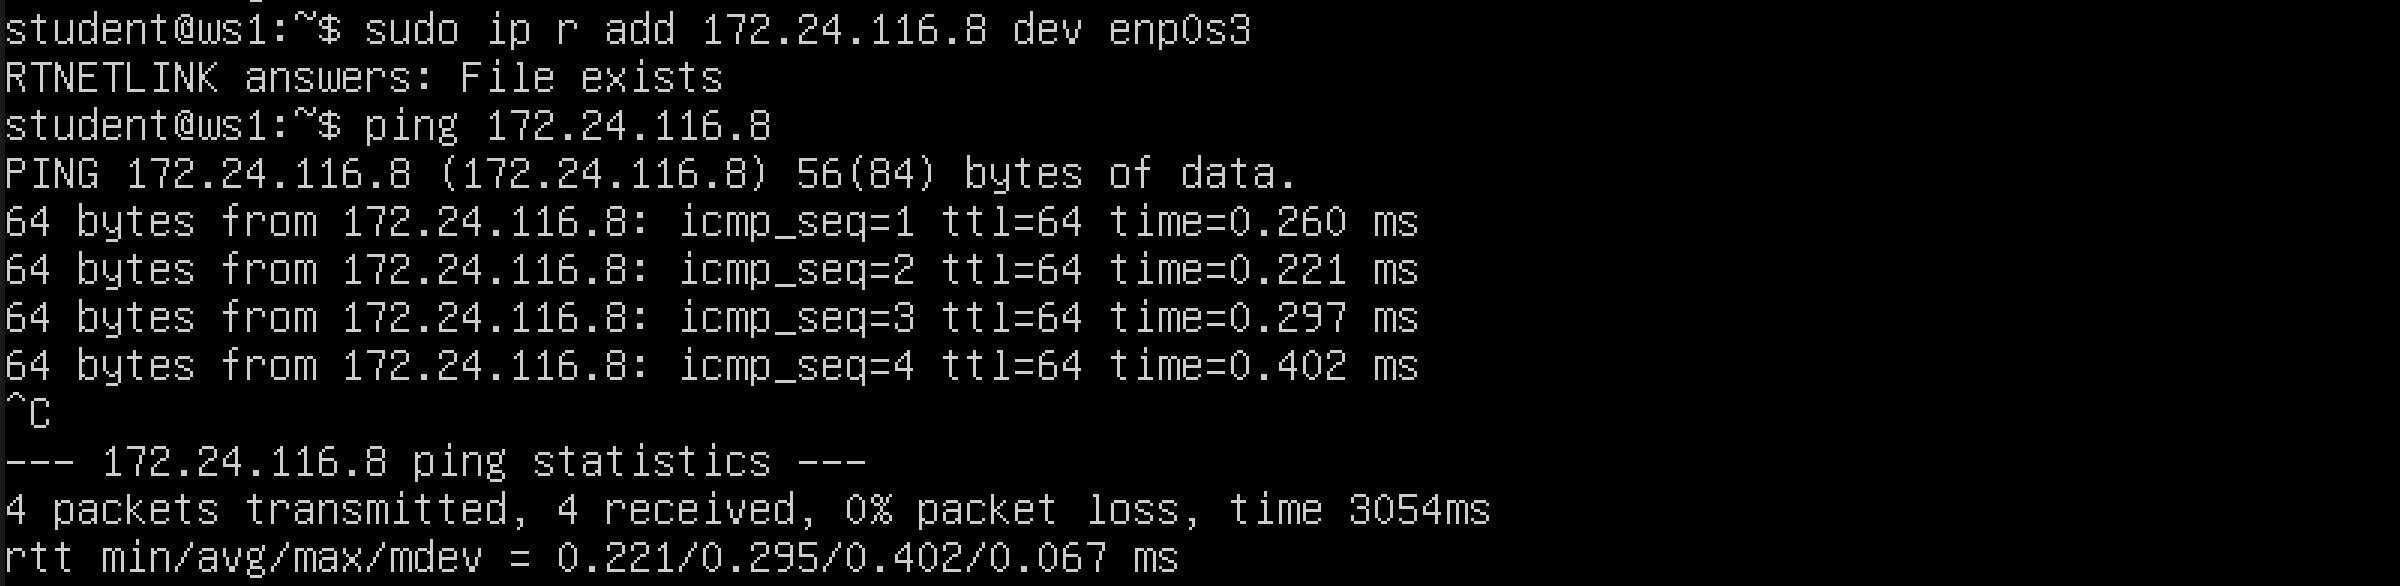 student@ws1:~$ sudo ip r add 172.24.116.8 dev enp0s3
RTNETLINK answers: File exists
student@ws1:~$ ping 172.24.116.8
PING 172.24.116.8 (172.24.116.8) 56(84) bytes of data.
64 bytes from 172.24.116.8: icmp_seq=1 ttl=64 time=0.260 ms
64 bytes from 172.24.116.8: icmp_seq=2 ttl=64 time=0.221 ms
64 bytes from 172.24.116.8: icmp_seq=3 ttl=64 time=0.297 ms
64 bytes from 172.24.116.8: icmp_seq=4 ttl=64 time=0.402 ms
^C
--- 172.24.116.8 ping statistics ---
4 packets transmitted, 4 received, 0% packet loss, time 3054ms
rtt min/avg/max/mdev = 0.221/0.295/0.402/0.067 ms